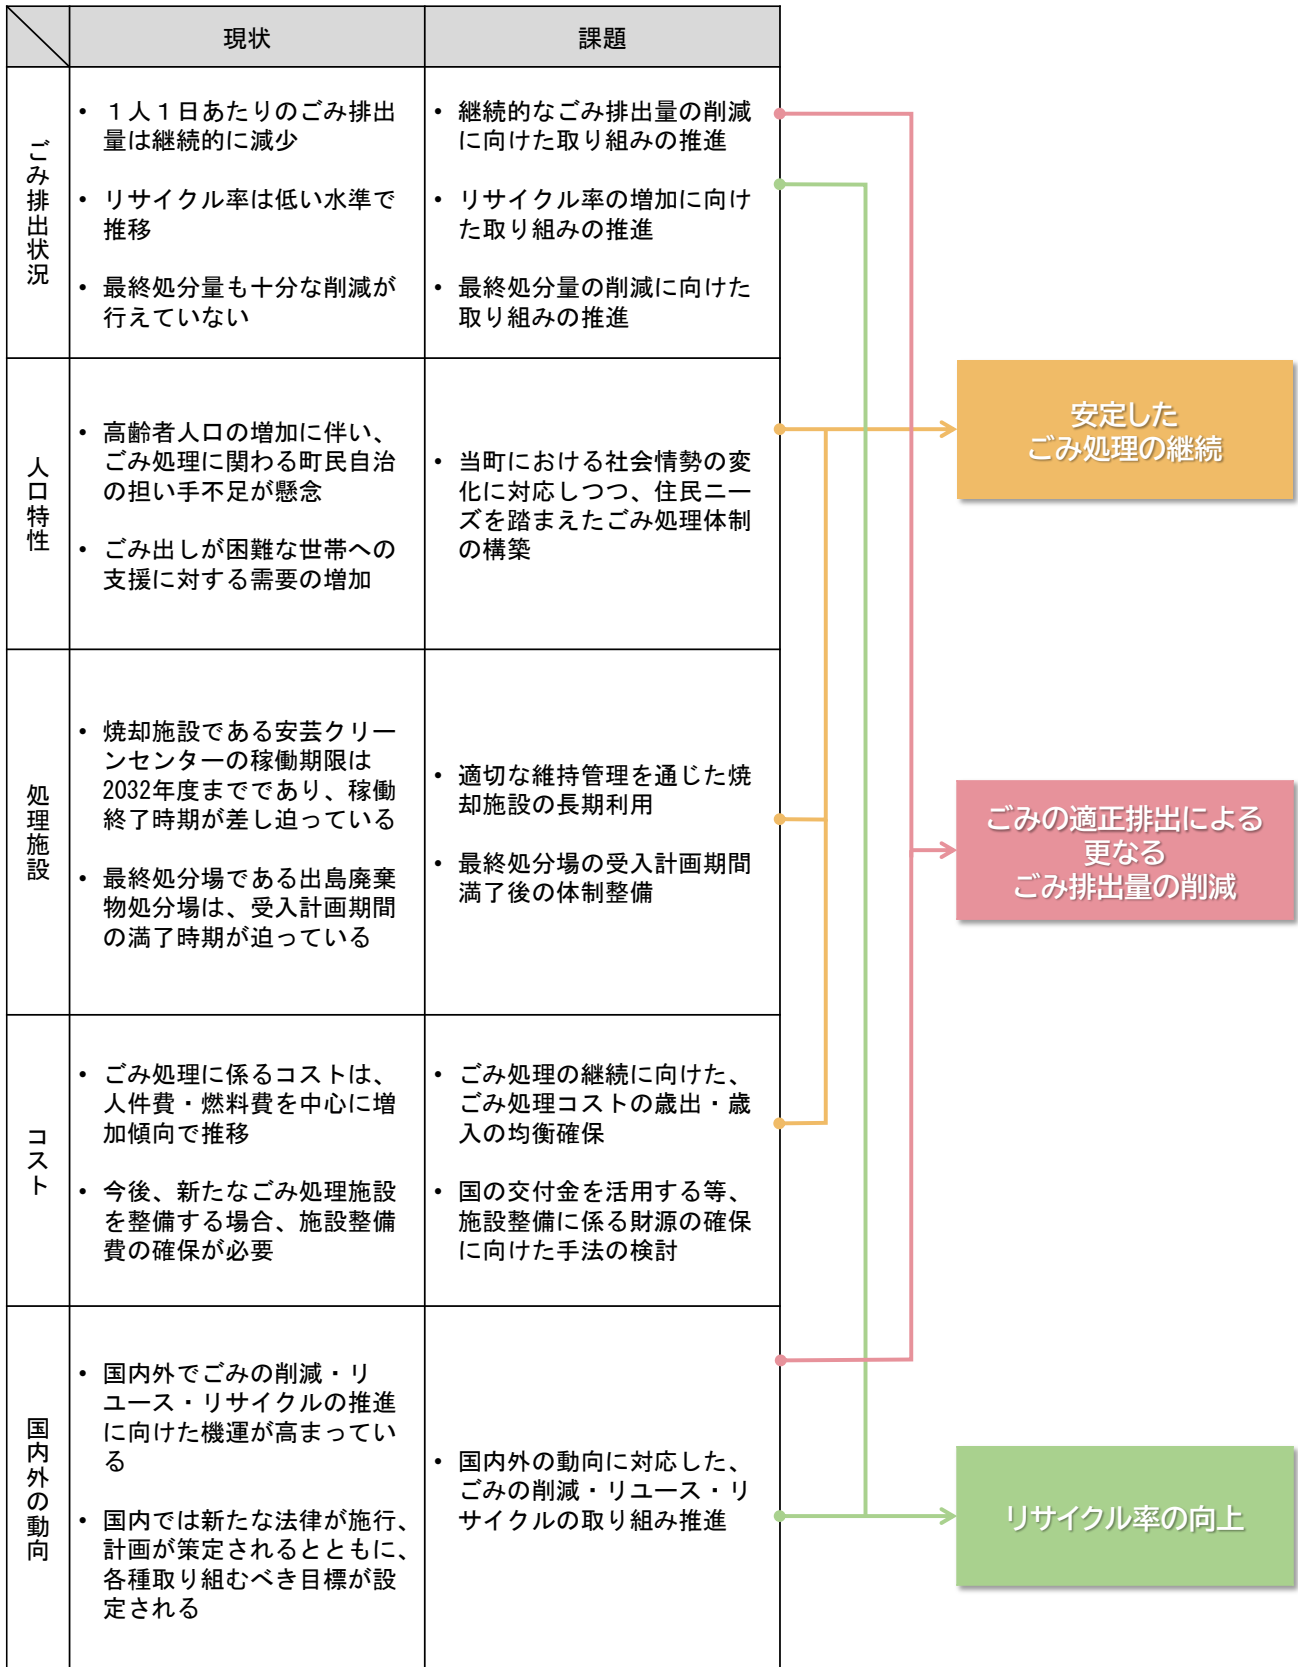 現状
課題
ごみ排出状況
• １人１日あたりのごみ排出
量は継続的に減少
• リサイクル率は低い水準で
推移
• 最終処分量も十分な削減が
行えていない
• 継続的なごみ排出量の削減
に向けた取り組みの推進
• リサイクル率の増加に向け
た取り組みの推進
• 最終処分量の削減に向けた
取り組みの推進
人口特性
• 高齢者人口の増加に伴い、
ごみ処理に関わる町民自治
の担い手不足が懸念
• ごみ出しが困難な世帯への
支援に対する需要の増加
• 当町における社会情勢の変
化に対応しつつ、住民ニー
ズを踏まえたごみ処理体制
の構築
処理施設
• 焼却施設である安芸クリー
ンセンターの稼働期限は
2032年度までであり、稼働
終了時期が差し迫っている
• 最終処分場である出島廃棄
物処分場は、受入計画期間
の満了時期が迫っている
• 適切な維持管理を通じた焼
却施設の長期利用
• 最終処分場の受入計画期間
満了後の体制整備
コスト
• ごみ処理に係るコストは、
人件費・燃料費を中心に増
加傾向で推移
• 今後、新たなごみ処理施設
を整備する場合、施設整備
費の確保が必要
• ごみ処理の継続に向けた、
ごみ処理コストの歳出・歳
入の均衡確保
• 国の交付金を活用する等、
施設整備に係る財源の確保
に向けた手法の検討
国内外の動向
• 国内外でごみの削減・リ
ユース・リサイクルの推進
に向けた機運が高まってい
る
• 国内では新たな法律が施行、
計画が策定されるとともに、
各種取り組むべき目標が設
定される
• 国内外の動向に対応した、
ごみの削減・リユース・リ
サイクルの取り組み推進
安定した
ごみ処理の継続
ごみの適正排出による
更なる
ごみ排出量の削減
リサイクル率の向上